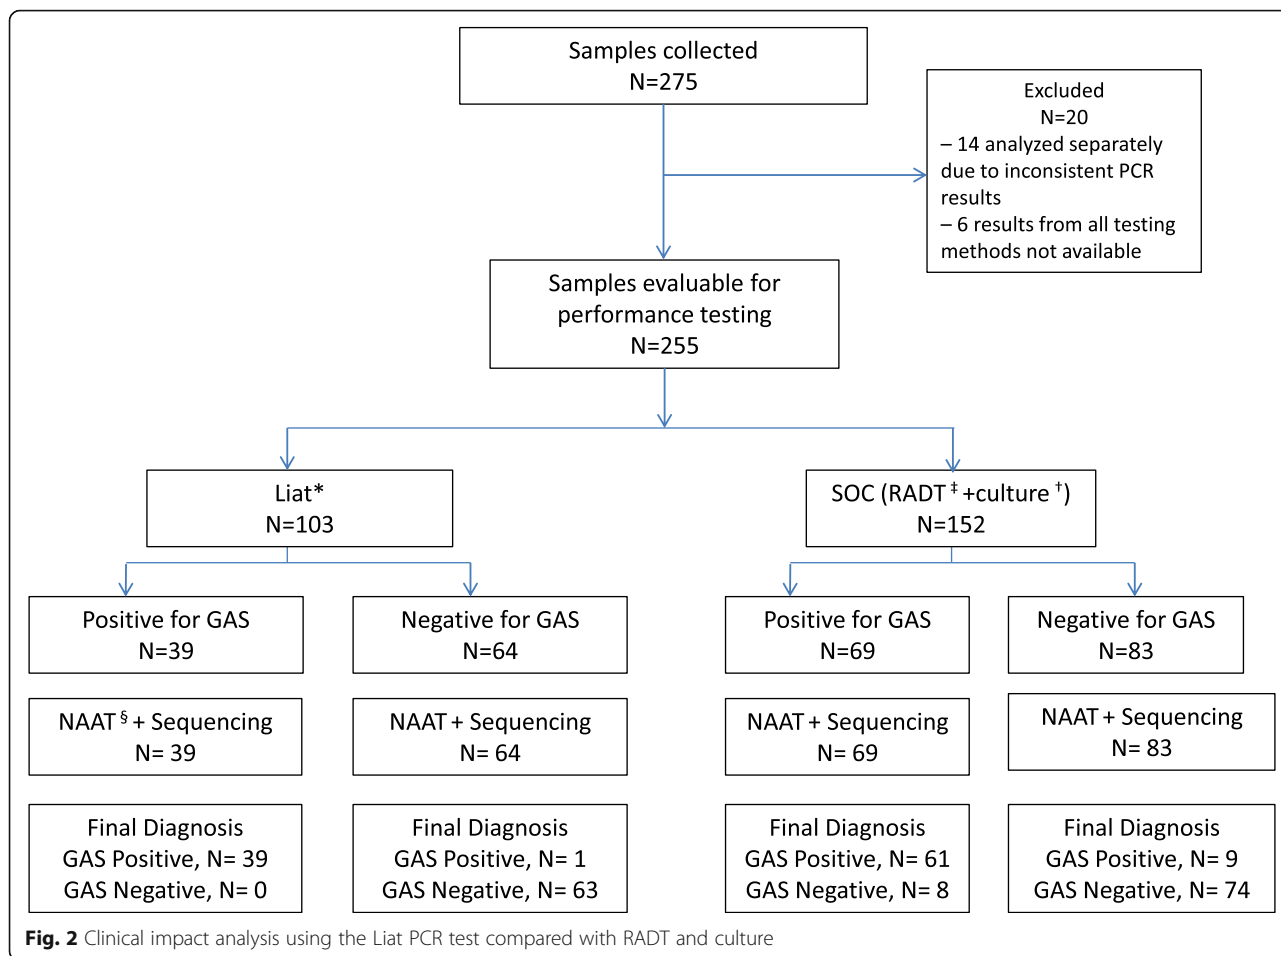 Samples collected
N=275
Excluded
N=20
– 14 analyzed separately
due to inconsistent PCR
results
– 6 results from all testing
methods not available
Samples evaluable for
performance testing
N=255
Liat*
N=103
SOC (RADT ‡ +culture †)
N=152
Positive for GAS
N=39
Negative for GAS
N=64
Positive for GAS
N=69
Negative for GAS
N=83
NAAT § + Sequencing
N= 39
NAAT + Sequencing
N= 64
NAAT + Sequencing
N= 69
NAAT + Sequencing
N= 83
Final Diagnosis
GAS Positive, N= 39
GAS Negative, N= 0
Final Diagnosis
GAS Positive, N= 1
GAS Negative, N= 63
Final Diagnosis
GAS Positive, N= 61
GAS Negative, N= 8
Final Diagnosis
GAS Positive, N= 9
GAS Negative, N= 74
Fig. 2 Clinical impact analysis using the Liat PCR test compared with RADT and culture